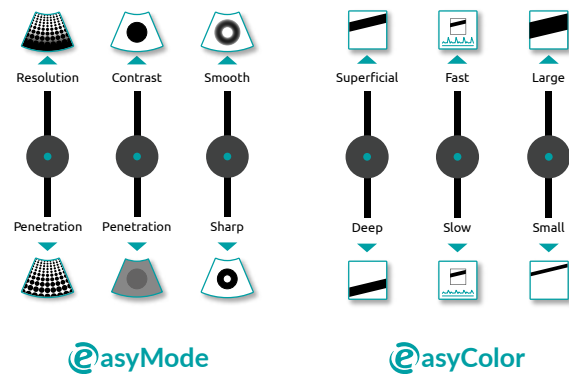 Resolution Contrast Smooth Superficial Fast Large
Penetration Penetration Sharp Deep Slow Small
easyMode easyColor